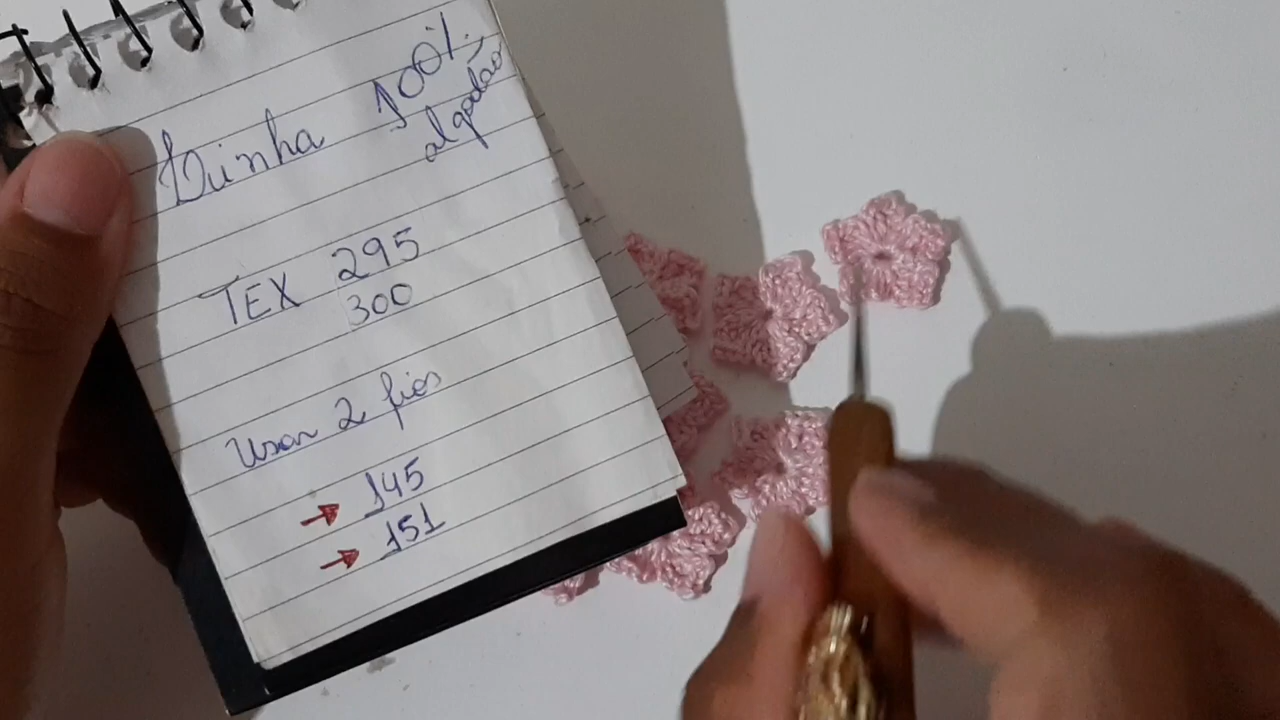 Linha 100%
algodão
TEX 295
300
Usar 2 fios
→ 145
→ 151